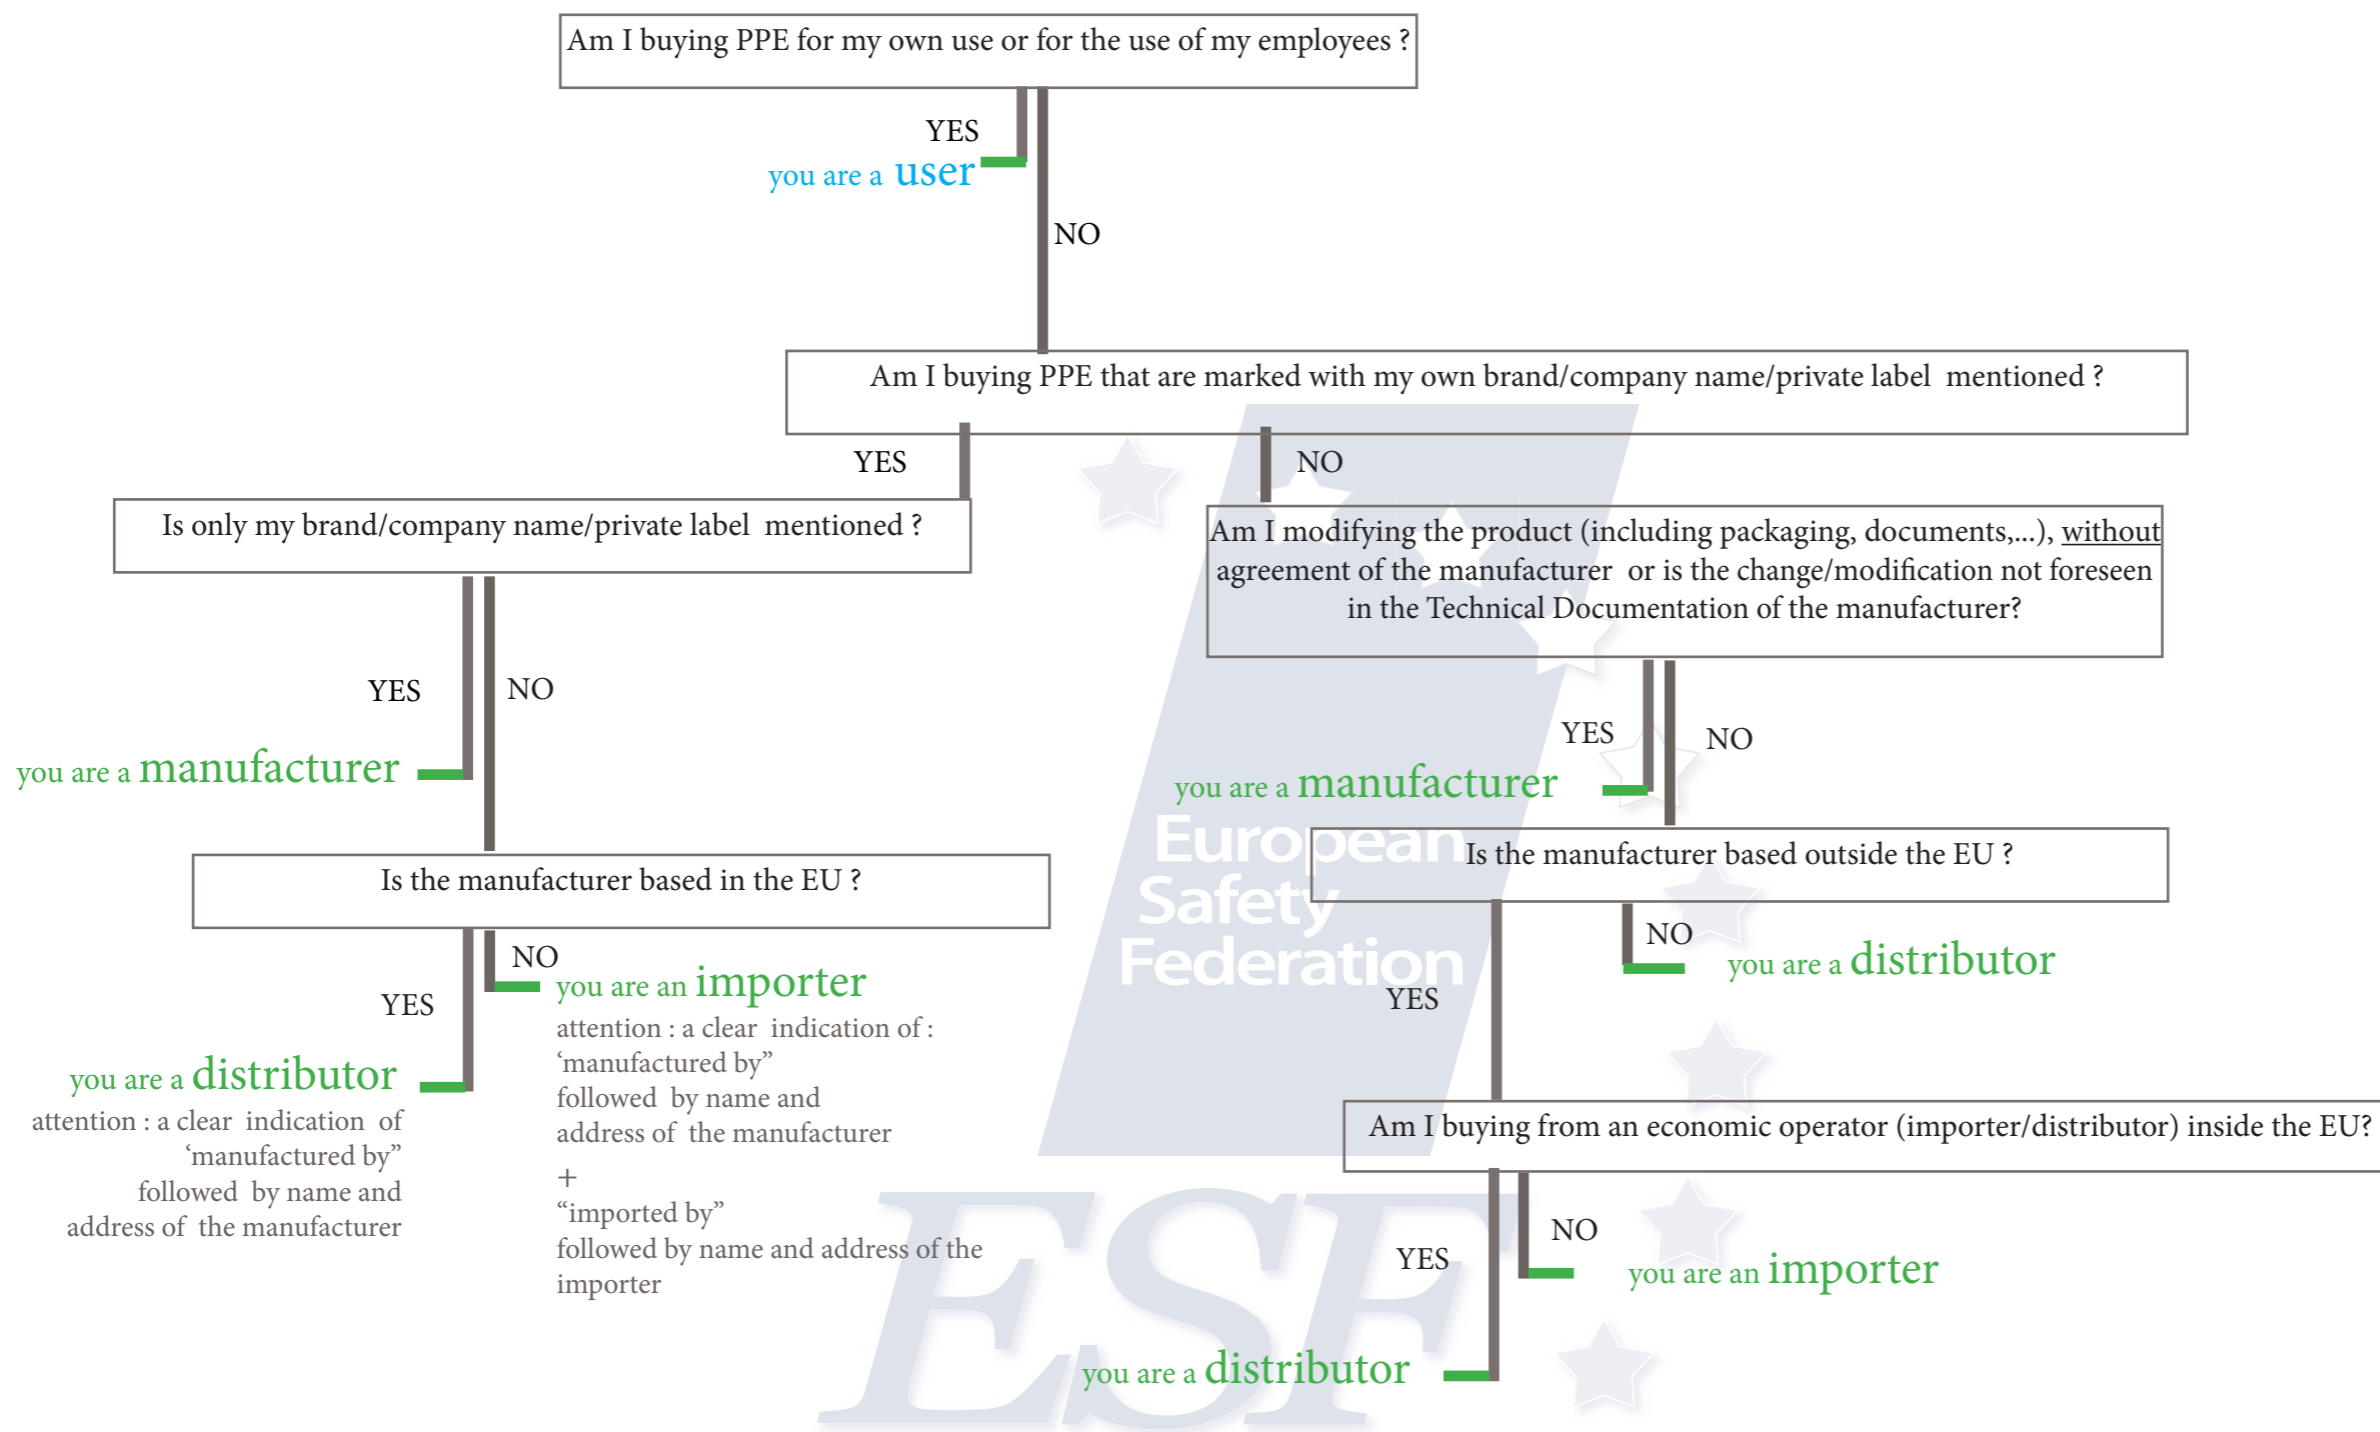 Am I buying PPE for my own use or for the use of my employees ?
YES
you are a user
NO
Am I buying PPE that are marked with my own brand/company name/private label mentioned ?
YES
NO
Is only my brand/company name/private label mentioned ?
Am I modifying the product (including packaging, documents,...), without
agreement of the manufacturer or is the change/modification not foreseen
in the Technical Documentation of the manufacturer?
YES
NO
you are a manufacturer
YES
NO
you are a manufacturer
Is the manufacturer based in the EU ?
Is the manufacturer based outside the EU ?
European
Safety
Federation
NO
you are an importer
attention : a clear indication of :
‘manufactured by”
followed by name and
address of the manufacturer
+
“imported by”
followed by name and address of the
importer
YES
you are a distributor
attention : a clear indication of
‘manufactured by”
followed by name and
address of the manufacturer
NO
you are a distributor
YES
Am I buying from an economic operator (importer/distributor) inside the EU?
NO
you are an importer
YES
you are a distributor
ESF